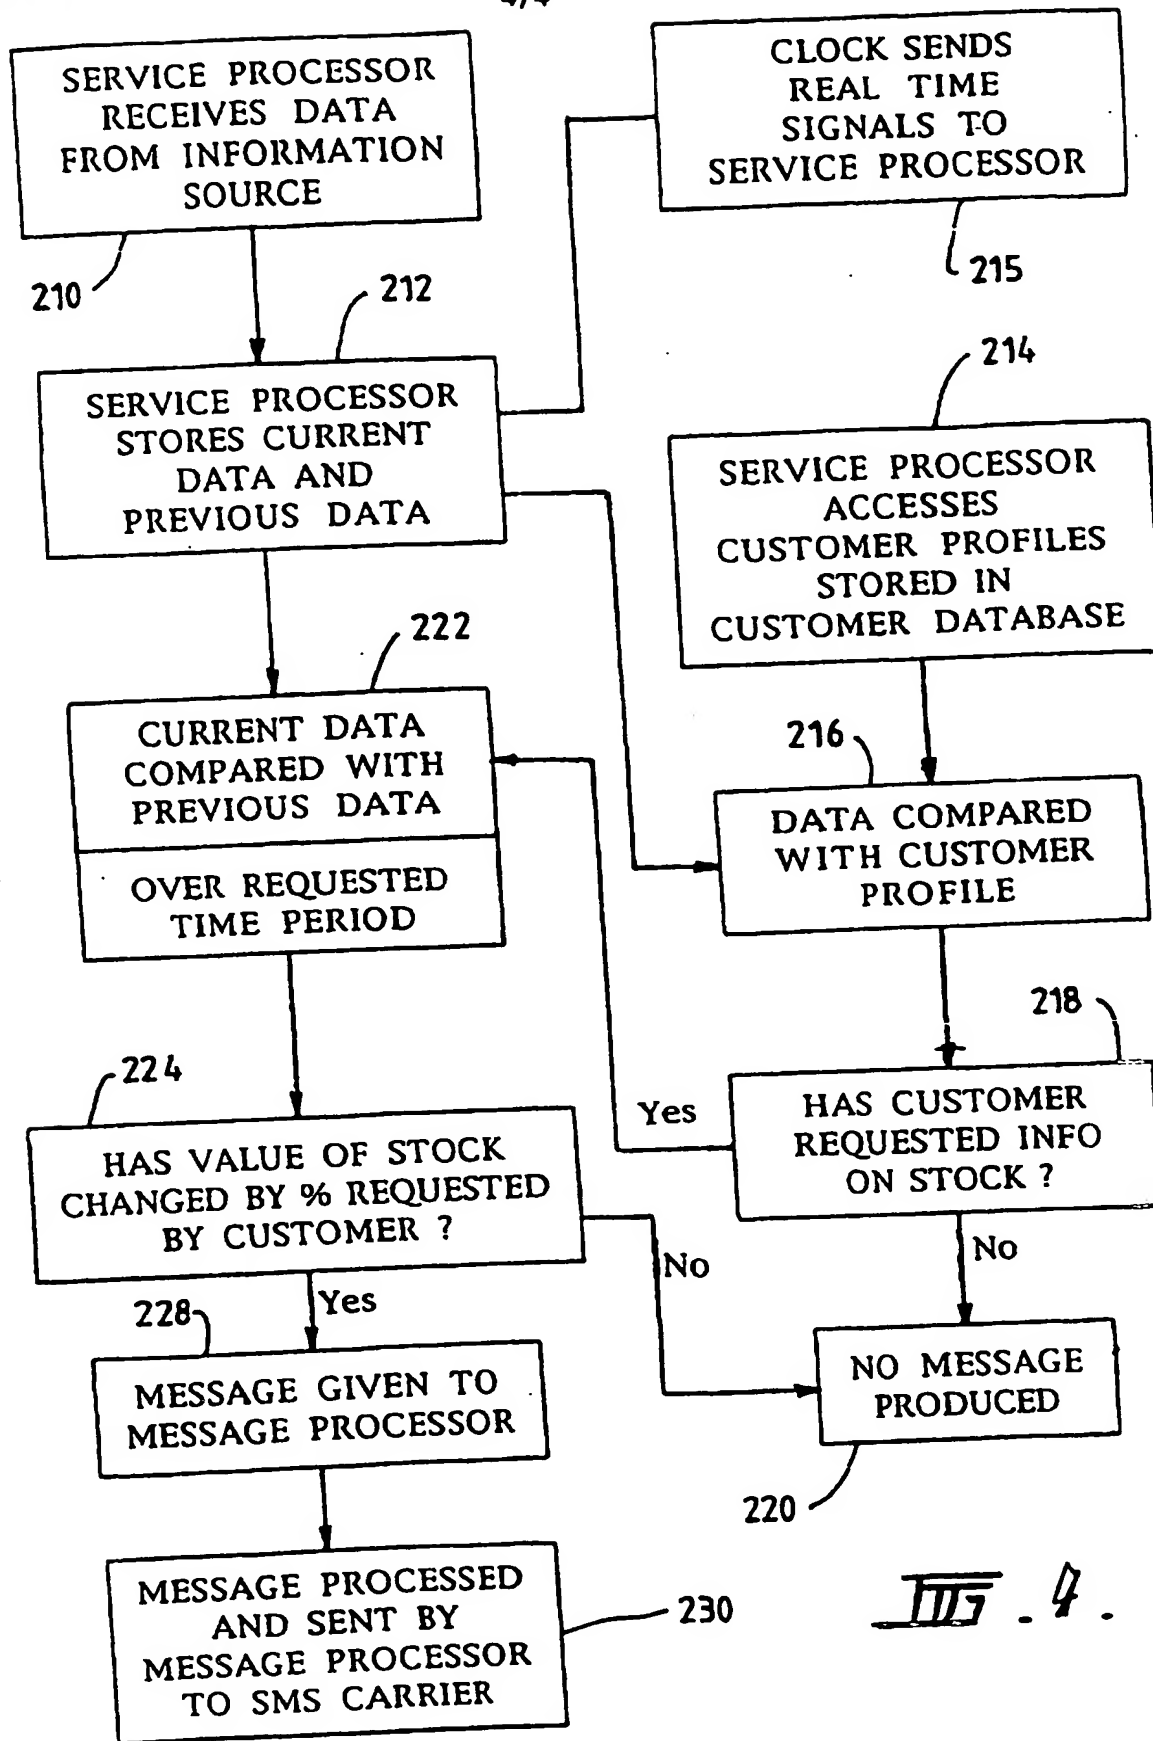 4/4
SERVICE PROCESSOR
RECEIVES DATA
FROM INFORMATION
SOURCE
210
CLOCK SENDS
REAL TIME
SIGNALS TO
SERVICE PROCESSOR
215
212
SERVICE PROCESSOR
STORES CURRENT
DATA AND
PREVIOUS DATA
214
SERVICE PROCESSOR
ACCESSES
CUSTOMER PROFILES
STORED IN
CUSTOMER DATABASE
222
CURRENT DATA
COMPARED WITH
PREVIOUS DATA
OVER REQUESTED
TIME PERIOD
216
DATA COMPARED
WITH CUSTOMER
PROFILE
218
HAS CUSTOMER
REQUESTED INFO
ON STOCK ?
Yes
No
224
HAS VALUE OF STOCK
CHANGED BY % REQUESTED
BY CUSTOMER ?
No
Yes
228
MESSAGE GIVEN TO
MESSAGE PROCESSOR
NO MESSAGE
PRODUCED
220
MESSAGE PROCESSED
AND SENT BY
MESSAGE PROCESSOR
TO SMS CARRIER
230
FIG . 4 .